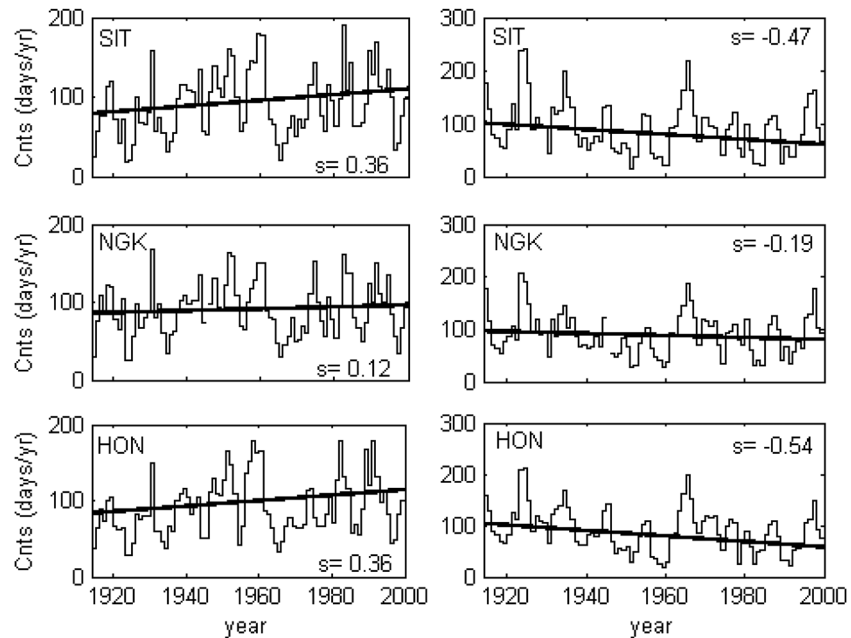 SIT
200
100
0
Cnts (days/yr)
s= 0.36
SIT
s= -0.47
300
200
100
0
NGK
200
100
0
Cnts (days/yr)
s= 0.12
NGK
s= -0.19
300
200
100
0
HON
200
100
0
Cnts (days/yr)
s= 0.36
1920 1940 1960 1980 2000
year
HON
s= -0.54
300
200
100
0
1920 1940 1960 1980 2000
year